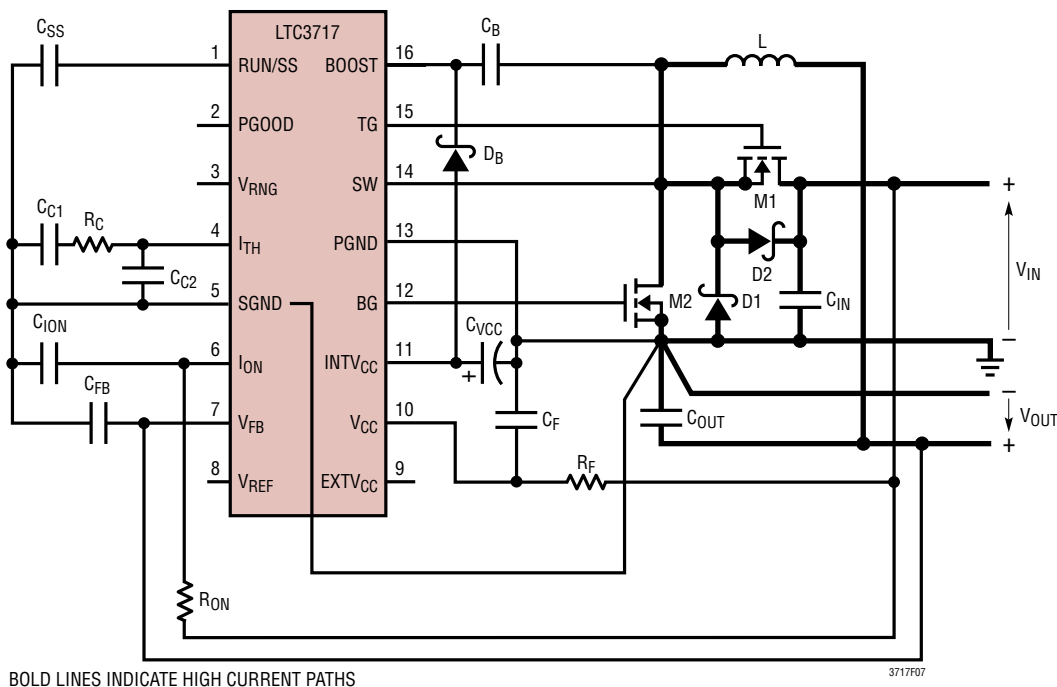 LTC3717
CSS
1
RUN/SS
BOOST
16
CB
L
2
PGOOD
TG
15
DB
3
VRNG
SW
14
M1
+
CC1
RC
4
ITH
PGND
13
D2
VIN
CC2
5
SGND
BG
12
M2
D1
CIN
CION
6
ION
INTVCC
11
CVCC
+
−
CFB
7
VFB
VCC
10
CF
COUT
−
VOUT
+
8
VREF
EXTVCC
9
RF
RON
BOLD LINES INDICATE HIGH CURRENT PATHS
3717F07